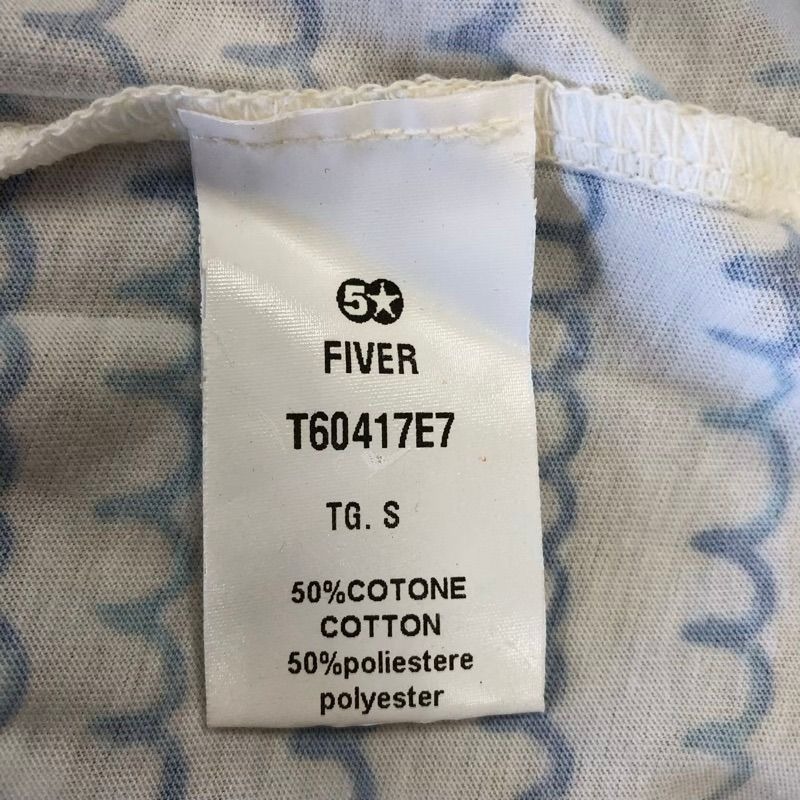 5★
FIVER
T60417E7
TG. S
50%COTONE
COTTON
50%poliestere
polyester